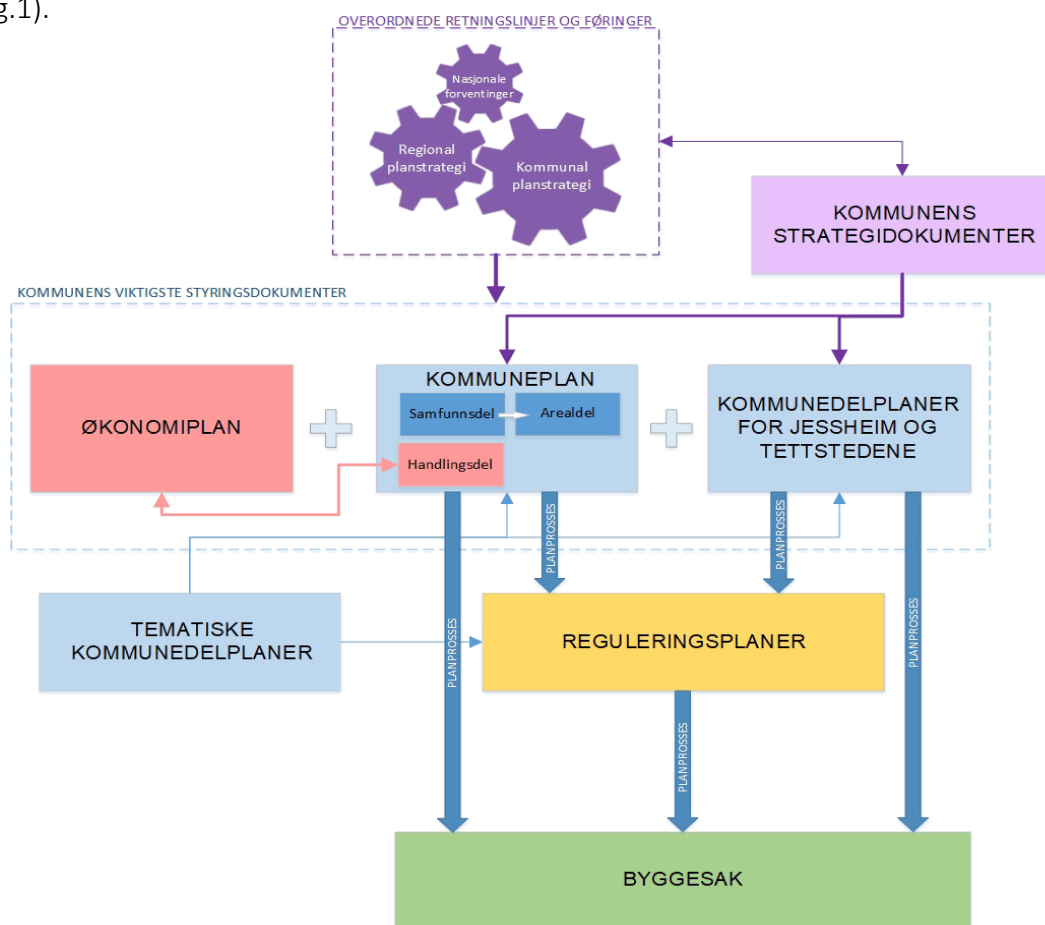 g.1).
OVERORDNEDE RETNINGSLINJER OG FØRINGER
Nasjonale
forventinger
Regional
planstrategi
Kommunal
planstrategi
KOMMUNENS
STRATEGIDOKUMENTER
KOMMUNENS VIKTIGSTE STYRINGSDOKUMENTER
ØKONOMIPLAN
KOMMUNEPLAN
Samfunnsdel
Arealdel
Handlingsdel
KOMMUNEDELPLANER
FOR JESSHEIM OG
TETTSTEDENE
PLANPROSSES
PLANPROSSES
PLANPROSSES
PLANPROSSES
TEMATISKE
KOMMUNEDELPLANER
REGULERINGSPLANER
PLANPROSSES
BYGGESAK